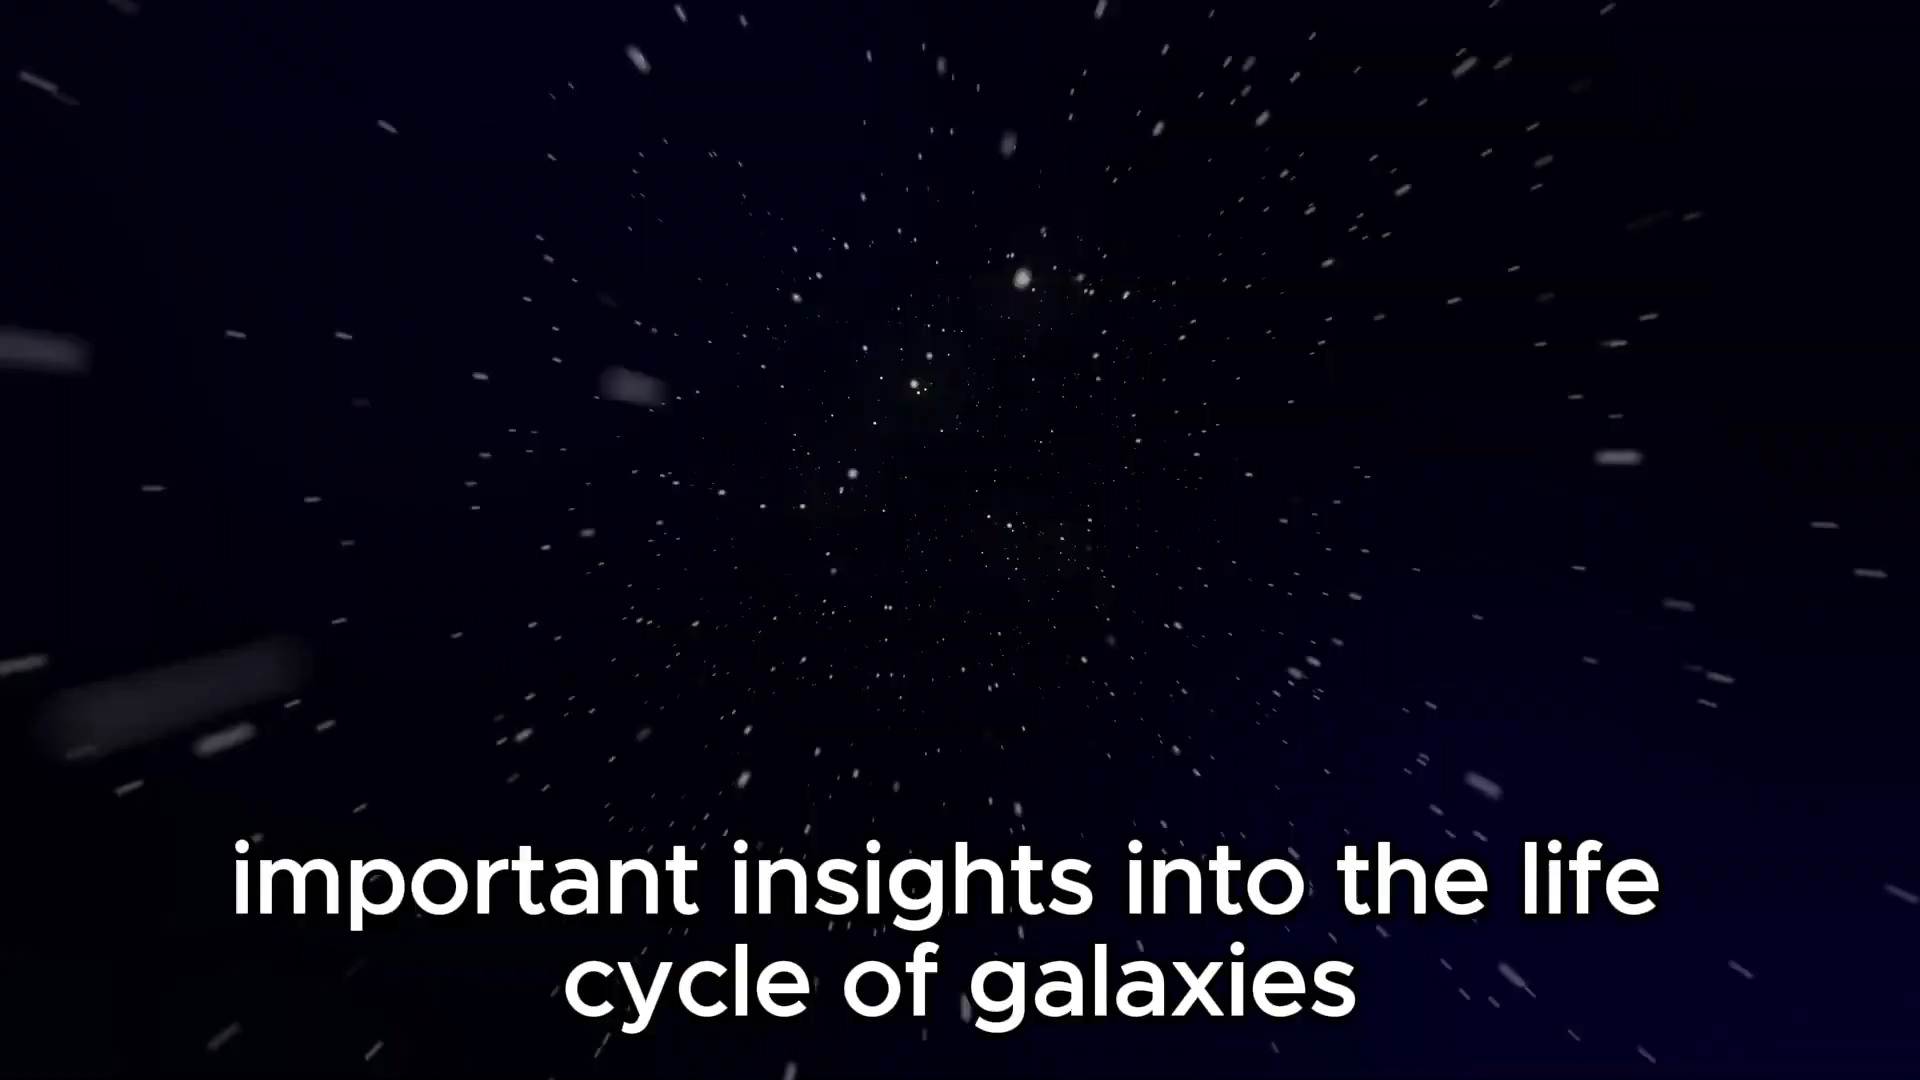 important insights into the life
cycle of galaxies